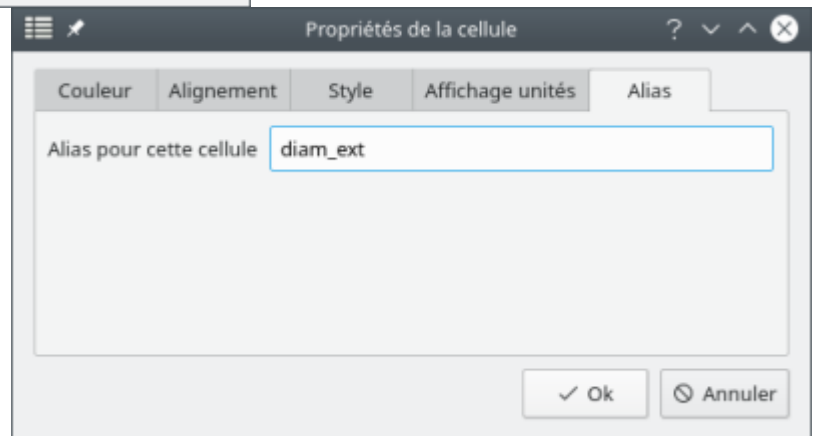 Propriétés de la cellule ?
Couleur Alignement Style Affichage unités Alias
Alias pour cette cellule diam_ext
Ok Annuler